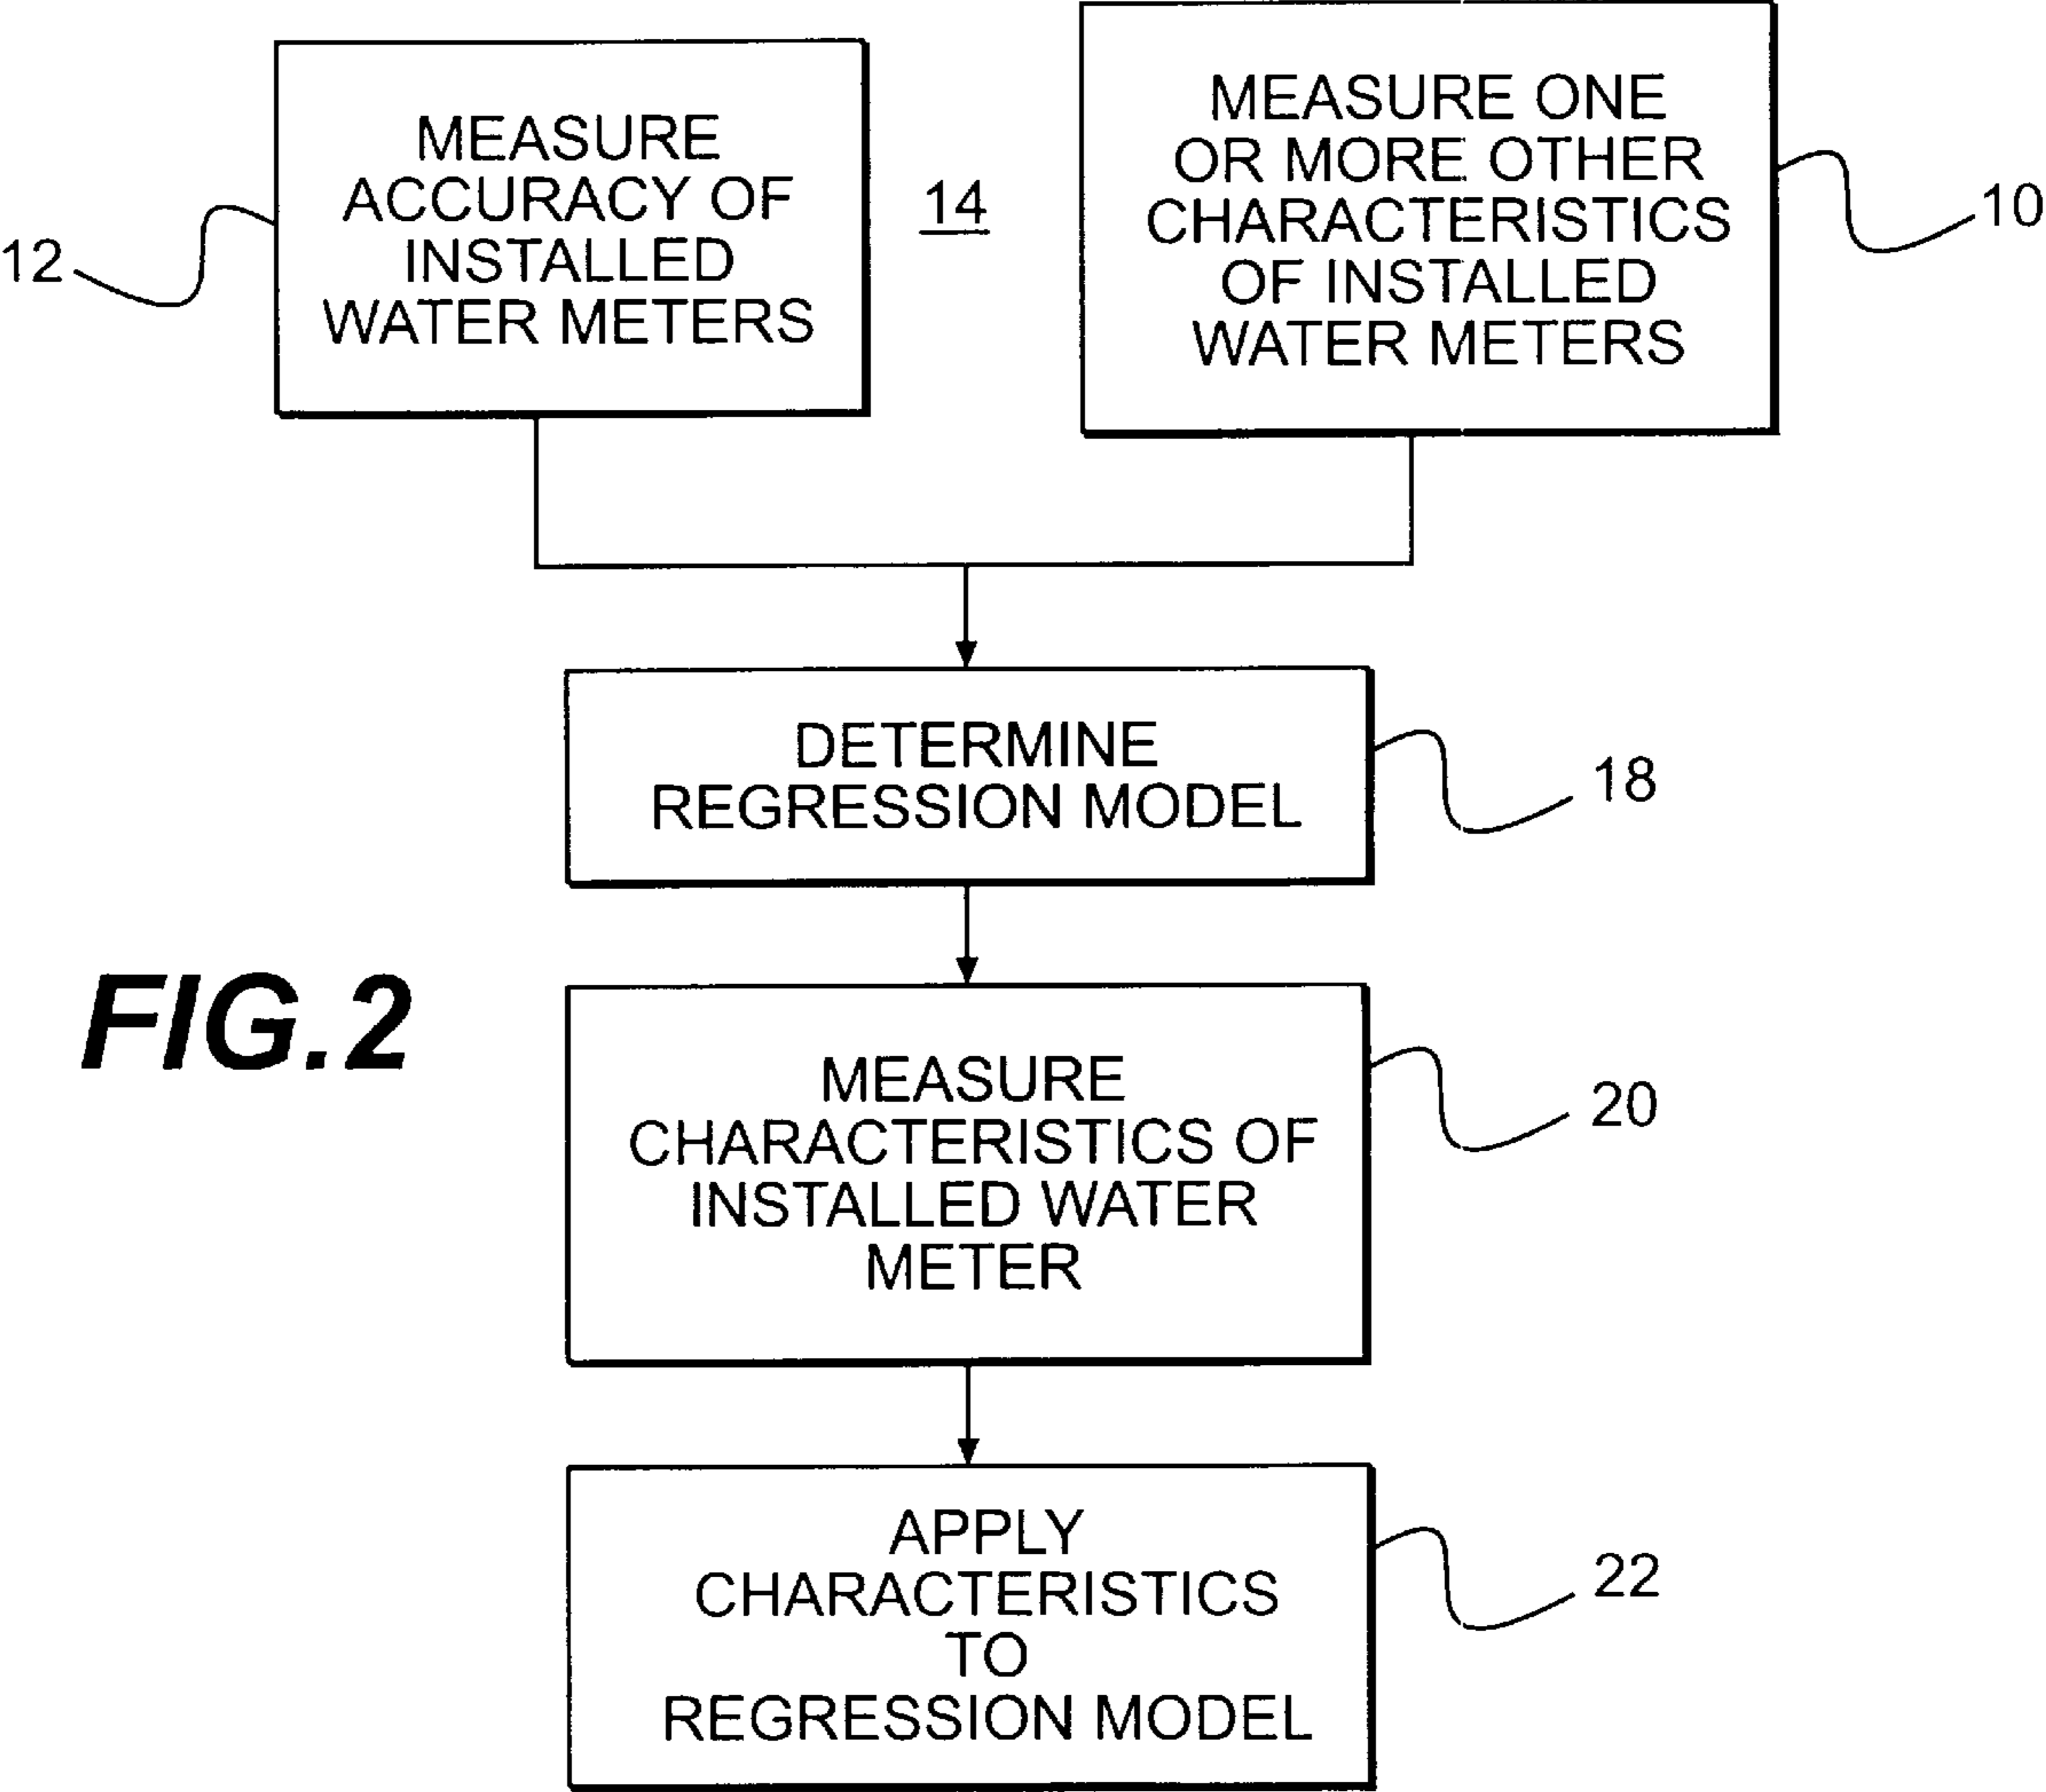 MEASURE
ACCURACY OF
INSTALLED
WATER METERS
12
14
MEASURE ONE
OR MORE OTHER
CHARACTERISTICS
OF INSTALLED
WATER METERS
10
DETERMINE
REGRESSION MODEL
18
FIG.2
MEASURE
CHARACTERISTICS OF
INSTALLED WATER
METER
20
APPLY
CHARACTERISTICS
TO
REGRESSION MODEL
22